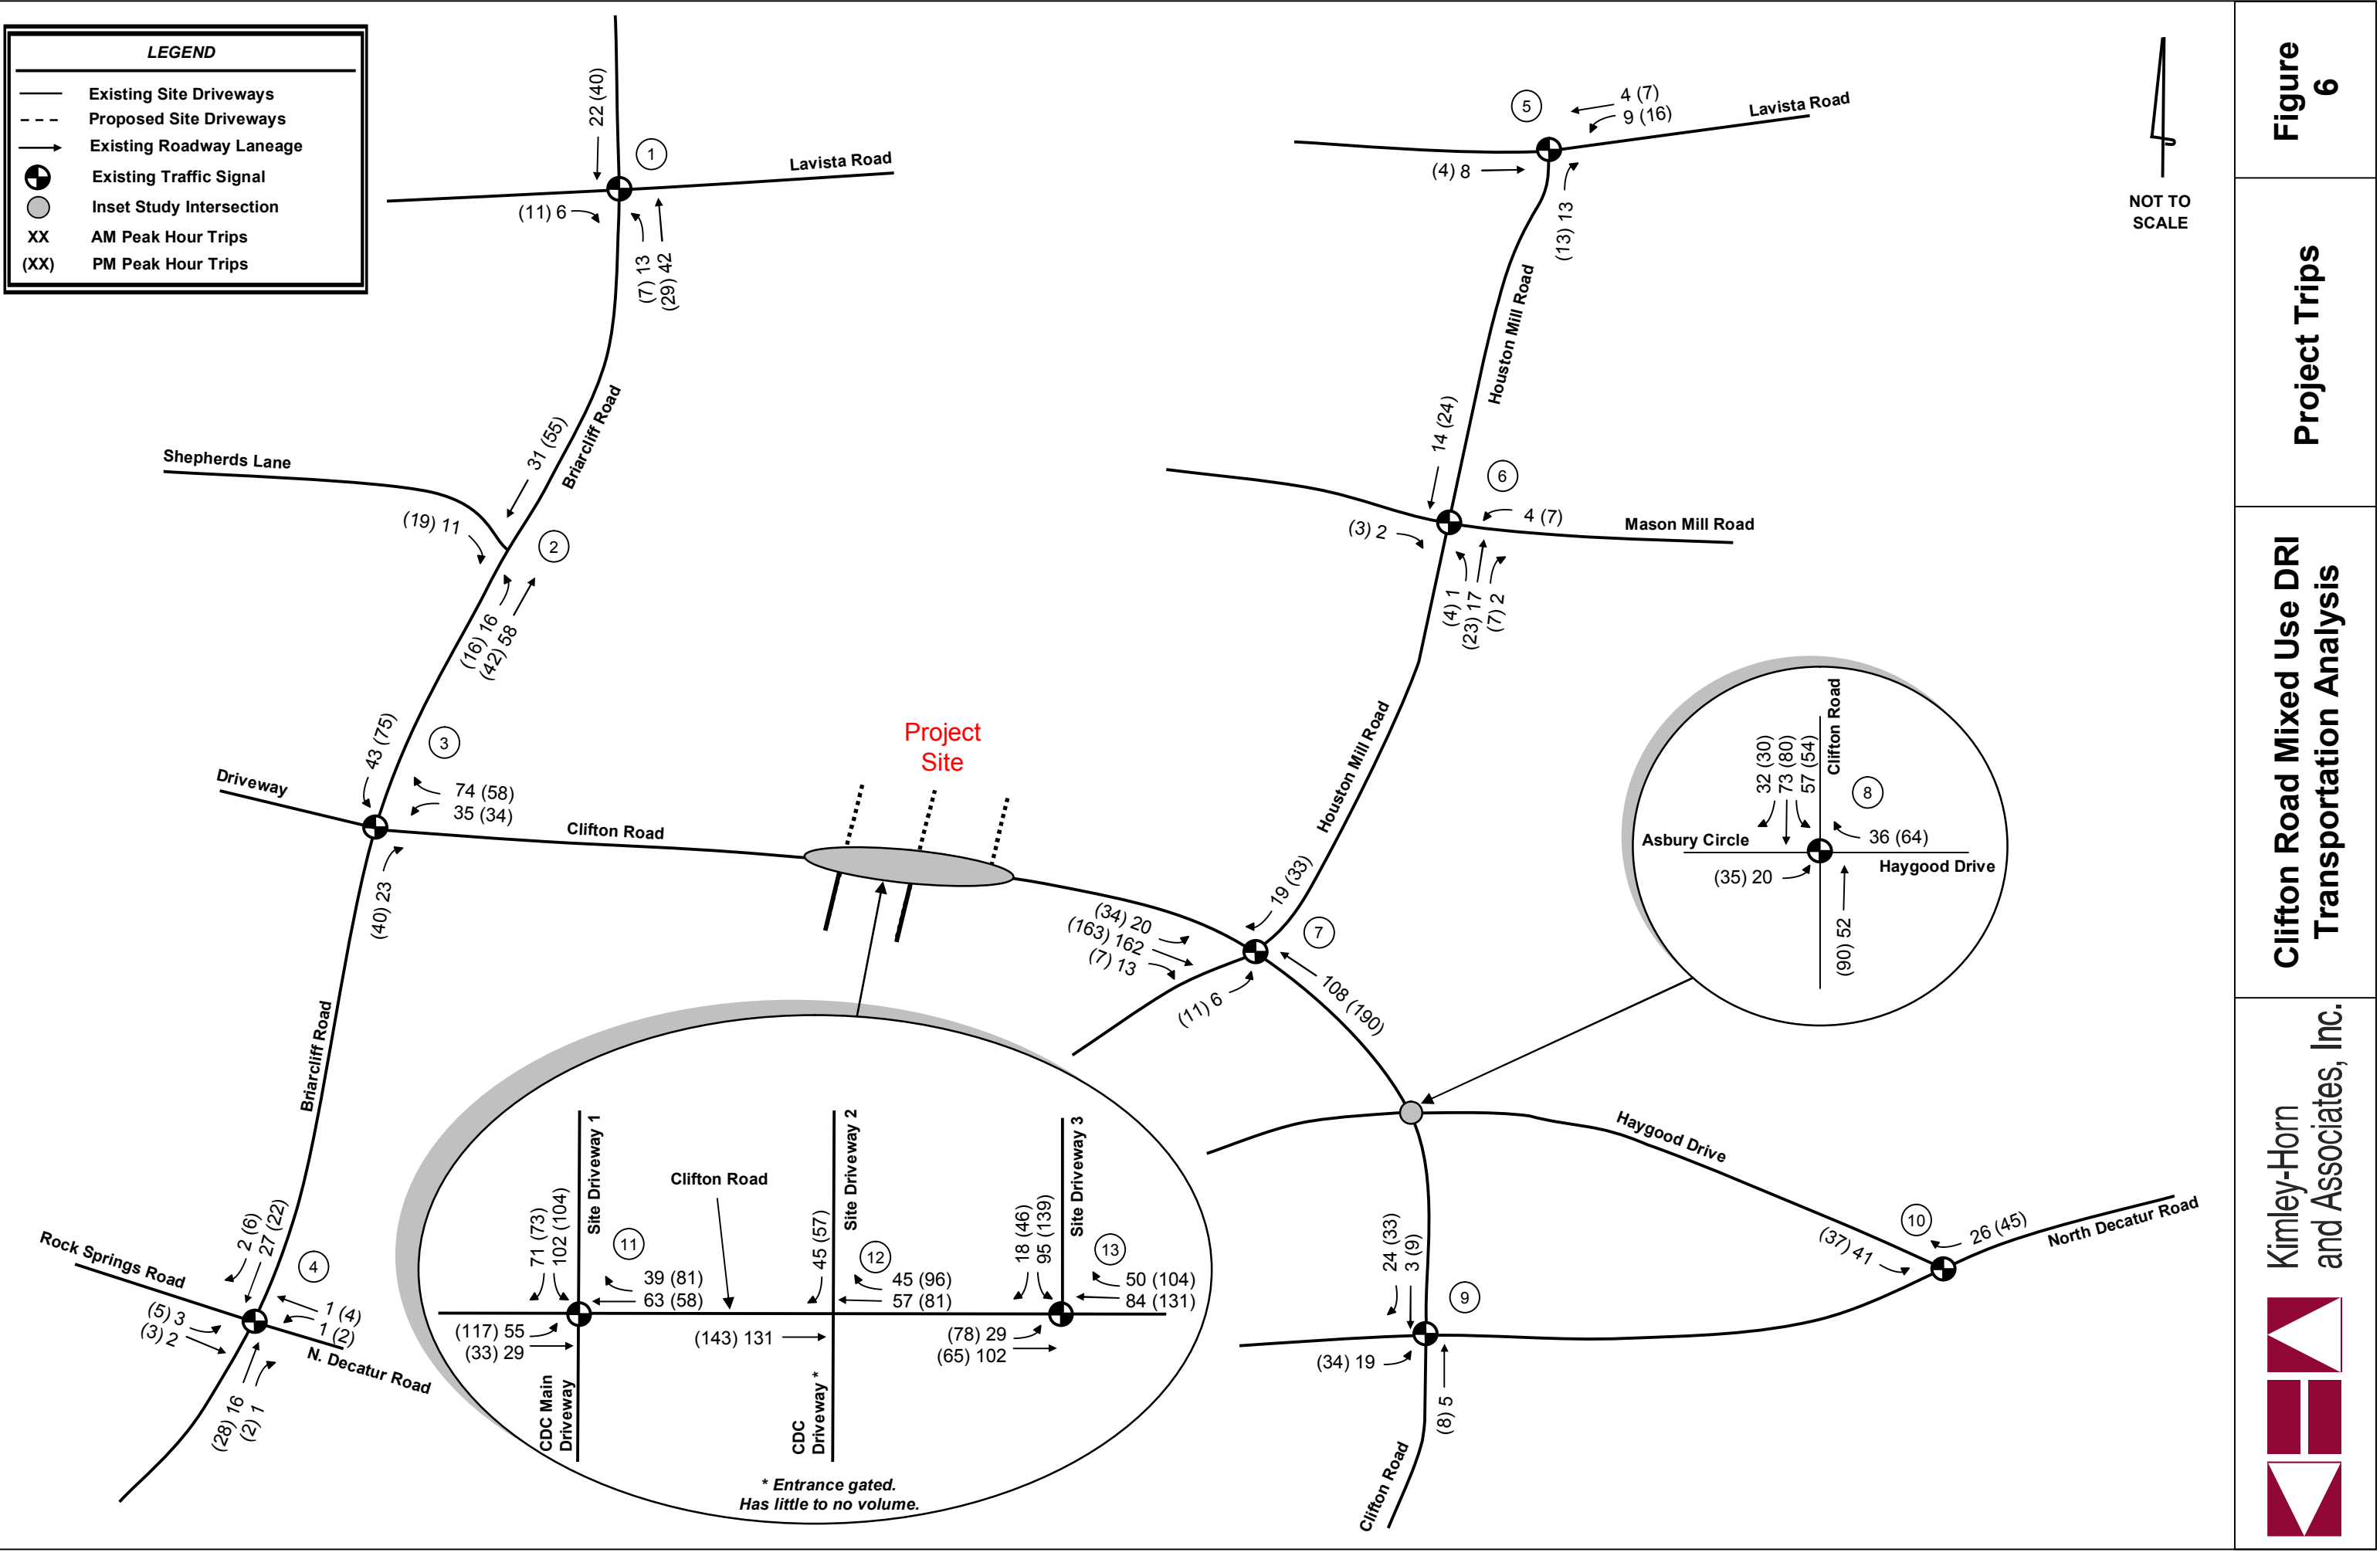 LEGEND
Existing Site Driveways
Proposed Site Driveways
Existing Roadway Laneage
Existing Traffic Signal
Inset Study Intersection
XX AM Peak Hour Trips
(XX) PM Peak Hour Trips
22 (40)
1
Lavista Road
(11) 6
(7) 13
(29) 42
Briarcliff Road
31 (55)
Shepherds Lane
(19) 11
2
(16) 16
(42) 58
43 (75)
3
Driveway
74 (58)
35 (34)
Clifton Road
(40) 23
Briarcliff Road
2 (6)
27 (22)
4
Rock Springs Road
(5) 3
(3) 2
1 (4)
1 (2)
N. Decatur Road
(28) 16
(2) 1
5
4 (7)
9 (16)
Lavista Road
(4) 8
(13) 13
Houston Mill Road
14 (24)
6
4 (7)
Mason Mill Road
(3) 2
(4) 1
(23) 17
(7) 2
Project
Site
Houston Mill Road
19 (33)
7
(34) 20
(163) 162
(7) 13
(11) 6
108 (190)
Clifton Road
32 (30)
73 (80)
57 (54)
8
Asbury Circle
36 (64)
Haygood Drive
(35) 20
(90) 52
Haygood Drive
10
26 (45)
North Decatur Road
(37) 41
24 (33)
3 (9)
9
(34) 19
(8) 5
Clifton Road
Clifton Road
Site Driveway 1
71 (73)
102 (104)
11
39 (81)
63 (58)
(117) 55
(33) 29
CDC Main
Driveway
Site Driveway 2
45 (57)
12
45 (96)
57 (81)
(143) 131
CDC
Driveway *
Site Driveway 3
18 (46)
95 (139)
13
50 (104)
84 (131)
(78) 29
(65) 102
* Entrance gated.
Has little to no volume.
NOT TO
SCALE
Figure
6
Project Trips
Clifton Road Mixed Use DRI
Transportation Analysis
Kimley-Horn
and Associates, Inc.